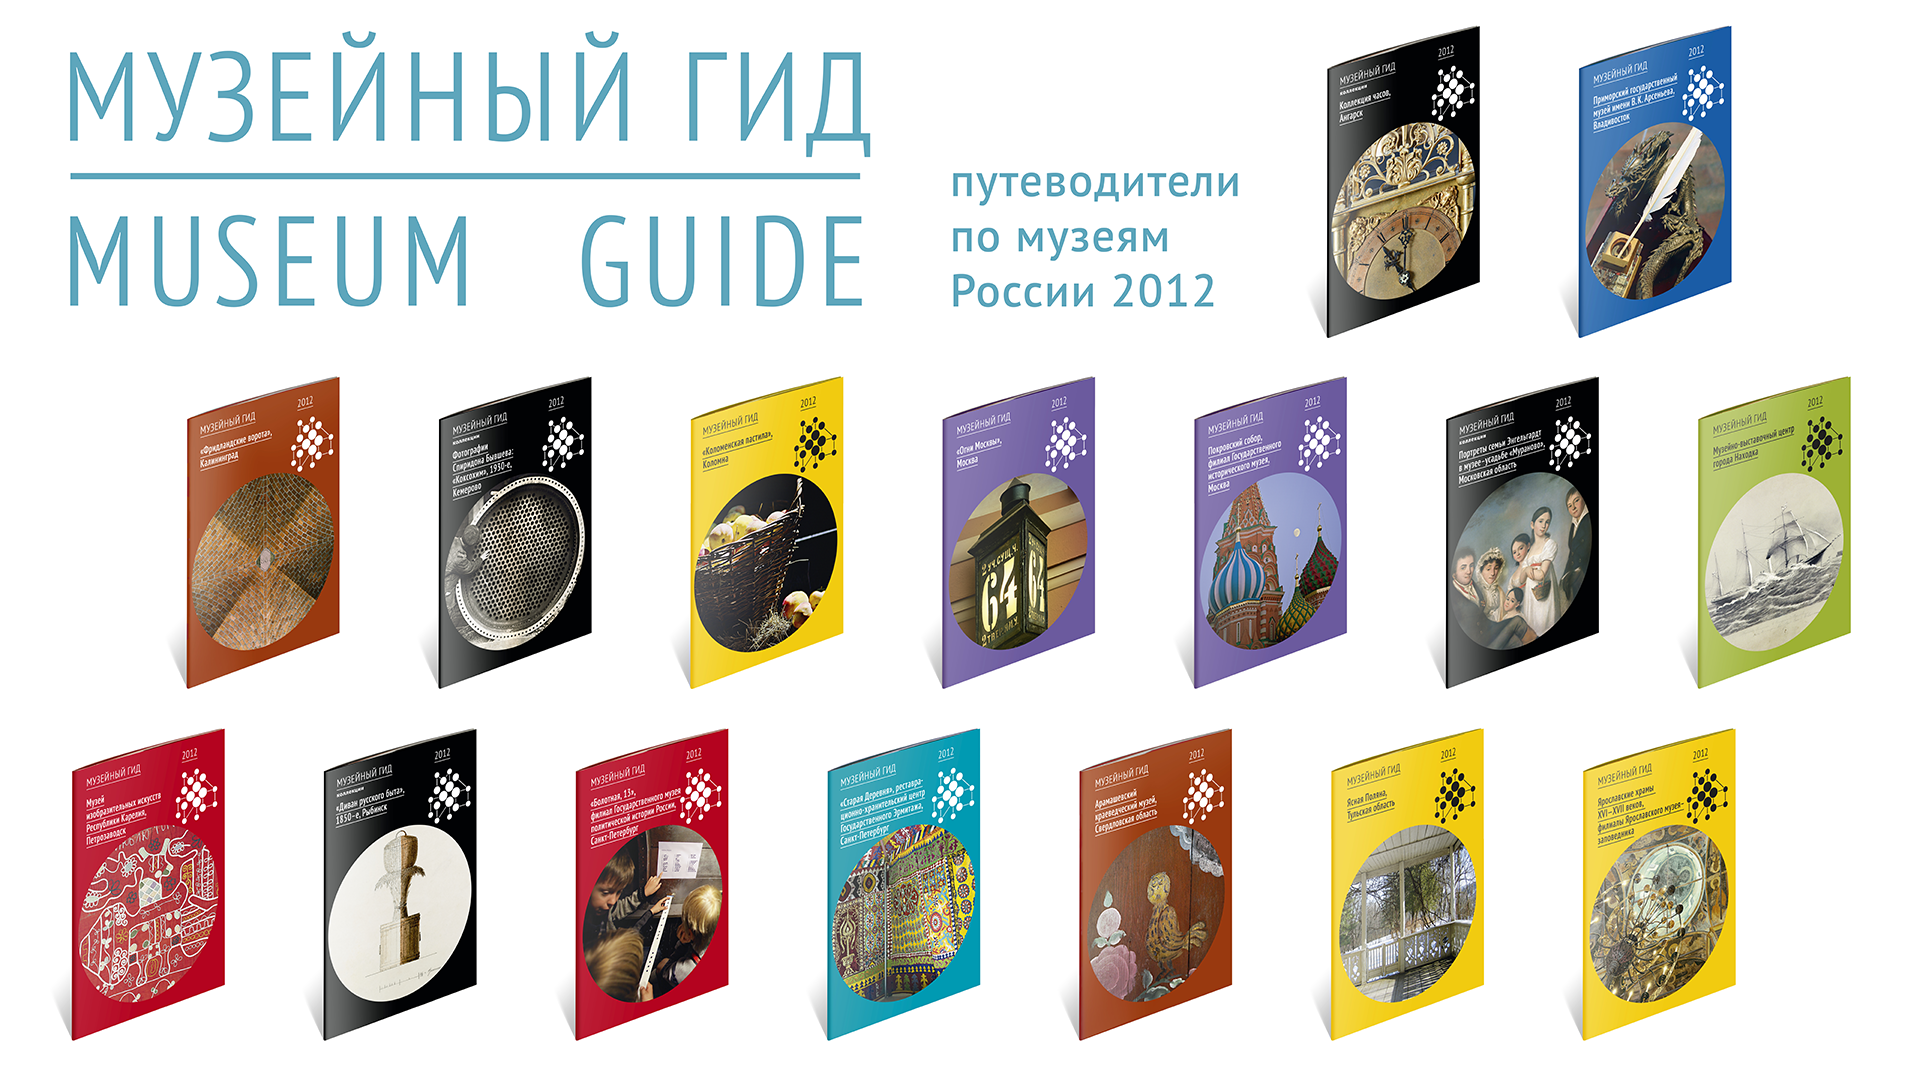 МУЗЕЙНЫЙ ГИД
MUSEUM GUIDE
путеводители
по музеям
России 2012
2012
МУЗЕЙНЫЙ ГИД
коллекции
Коллекция часов,
Ангарск
2012
МУЗЕЙНЫЙ ГИД
Приморский государственный
музей имени В. К. Арсеньева,
Владивосток
2012
МУЗЕЙНЫЙ ГИД
«Фридландские ворота»,
Калининград
2012
МУЗЕЙНЫЙ ГИД
коллекции
Фотографии
Спиридона Бывшева:
«Коксохим», 1930-е,
Кемерово
2012
МУЗЕЙНЫЙ ГИД
«Коломенская пастила»,
Коломна
2012
МУЗЕЙНЫЙ ГИД
«Огни Москвы»,
Москва
64
64
2012
МУЗЕЙНЫЙ ГИД
Покровский собор,
филиал Государственного
исторического музея,
Москва
2012
МУЗЕЙНЫЙ ГИД
коллекции
Портреты семьи Энгельгардт
в музее-усадьбе «Мураново»,
Московская область
2012
МУЗЕЙНЫЙ ГИД
Музейно-выставочный центр
города Находка
2012
МУЗЕЙНЫЙ ГИД
Музей
изобразительных искусств
Республики Карелия,
Петрозаводск
2012
МУЗЕЙНЫЙ ГИД
коллекции
«Диван русского быта»,
1850-е, Рыбинск
2012
МУЗЕЙНЫЙ ГИД
«Болотная, 13»,
филиал Государственного музея
политической истории России,
Санкт-Петербург
2012
МУЗЕЙНЫЙ ГИД
«Старая Деревня», реставра-
ционно-хранительский центр
Государственного Эрмитажа,
Санкт-Петербург
2012
МУЗЕЙНЫЙ ГИД
Арамашевский
краеведческий музей,
Свердловская область
2012
МУЗЕЙНЫЙ ГИД
Ясная Поляна,
Тульская область
2012
МУЗЕЙНЫЙ ГИД
Ярославские храмы
XVI–XVII веков,
филиалы Ярославского музея-
заповедника